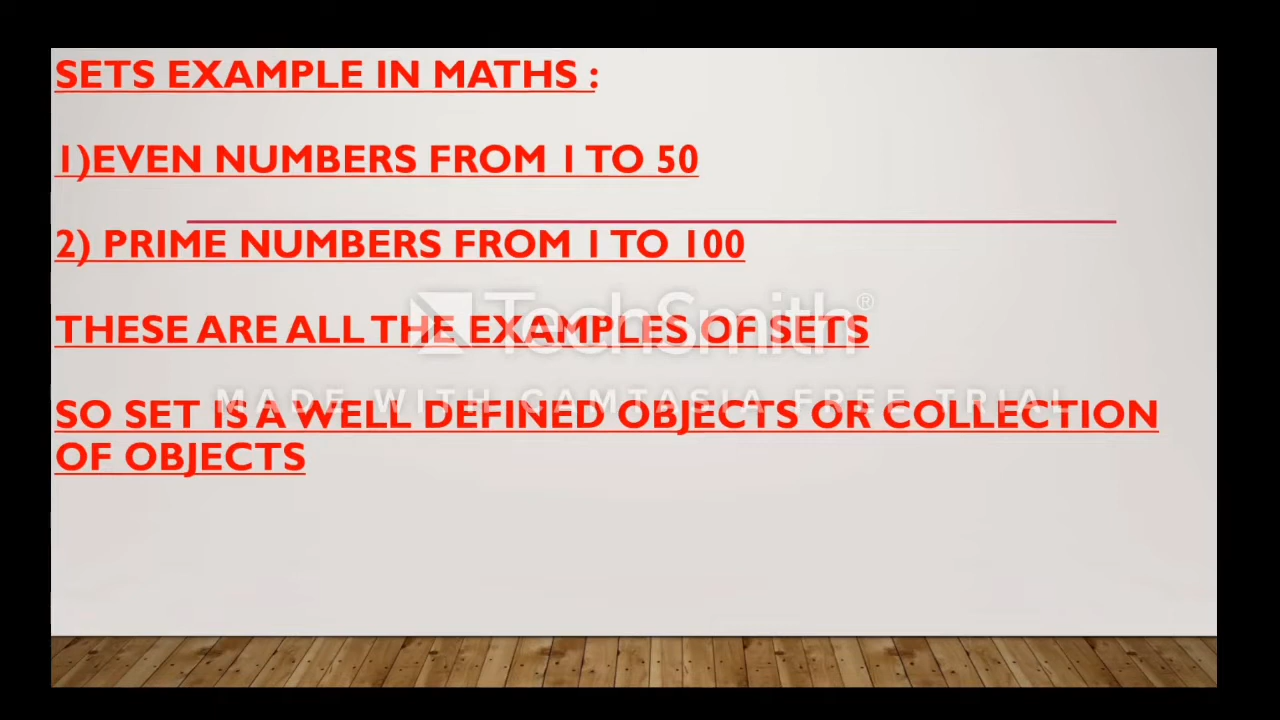 SETS EXAMPLE IN MATHS :
1)EVEN NUMBERS FROM 1 TO 50
2) PRIME NUMBERS FROM 1 TO 100
THESE ARE ALL THE EXAMPLES OF SETS
TechSmith®
MADE WITH CAMTASIA FREE TRIAL
SO SET IS A WELL DEFINED OBJECTS OR COLLECTION
OF OBJECTS